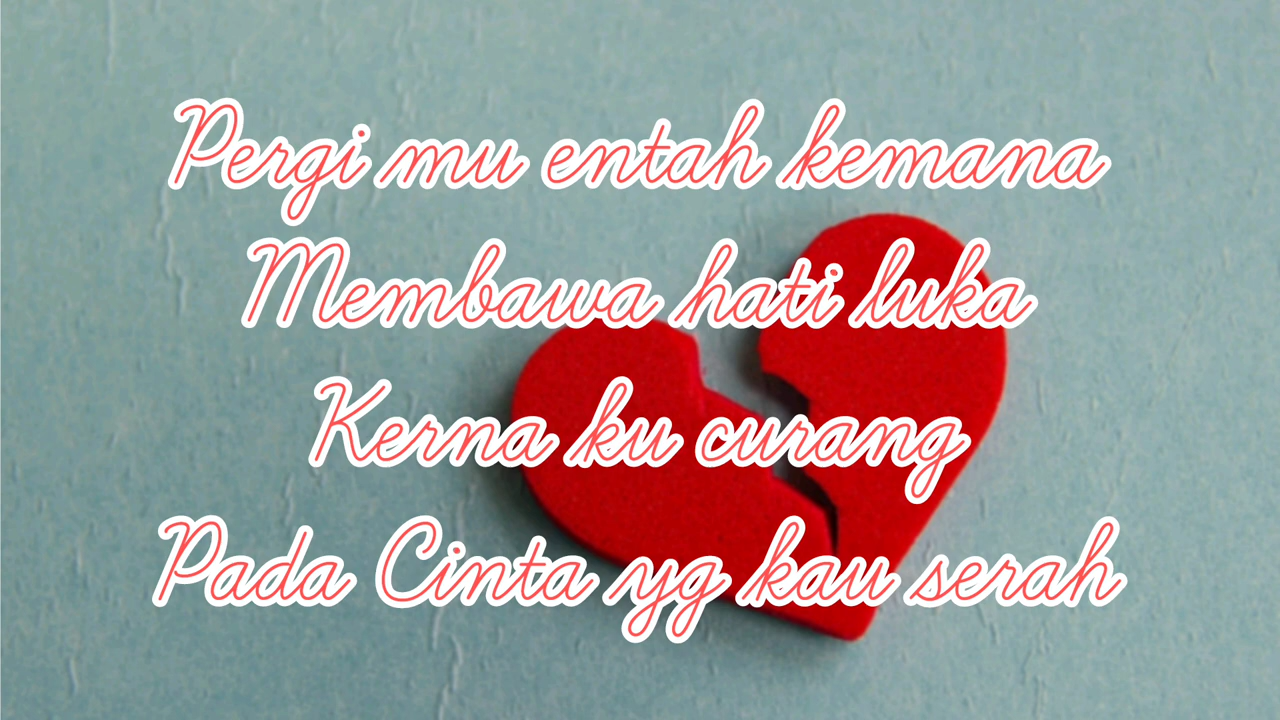 Pergi mu entah kemana
Membawa hati luka
Kerna ku curang
Pada Cinta yg kau serah